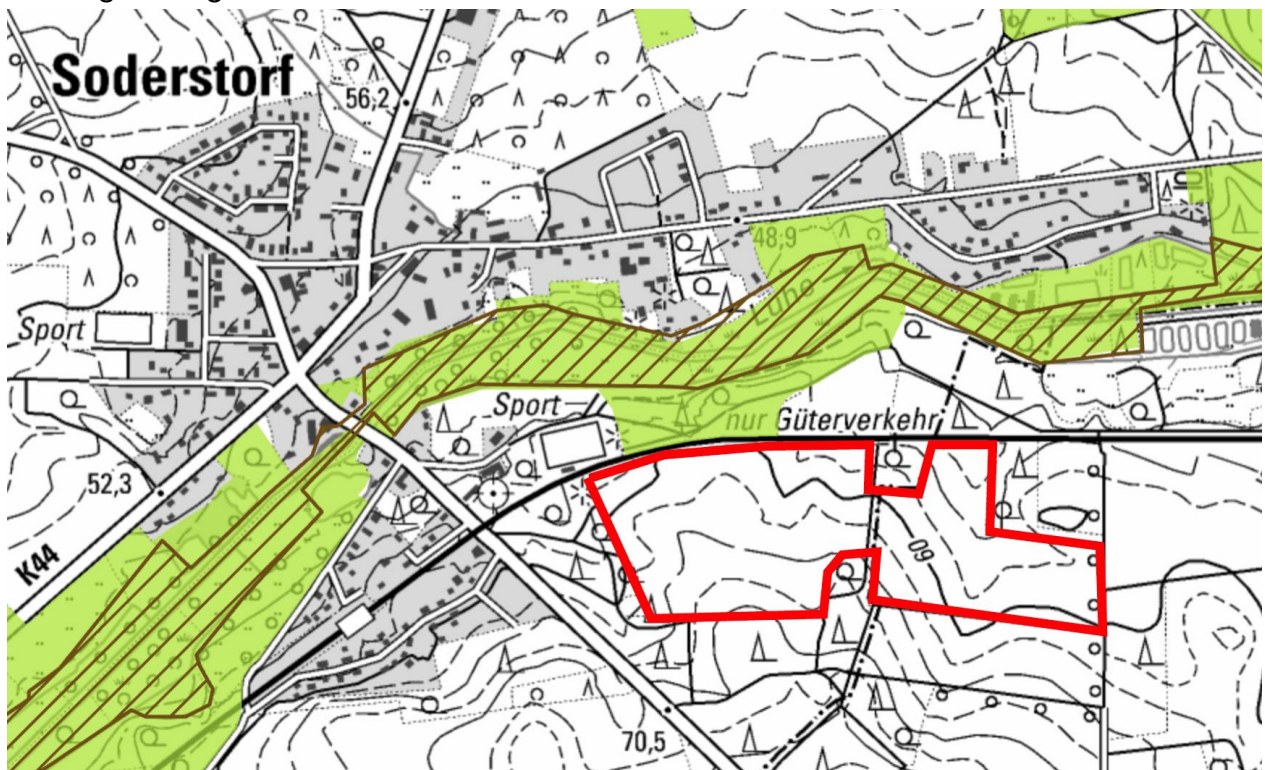 Soderstorf
56,2
48,9
Luhe
Sport
Sport
nur Güterverkehr
52,3
K44
60
70,5